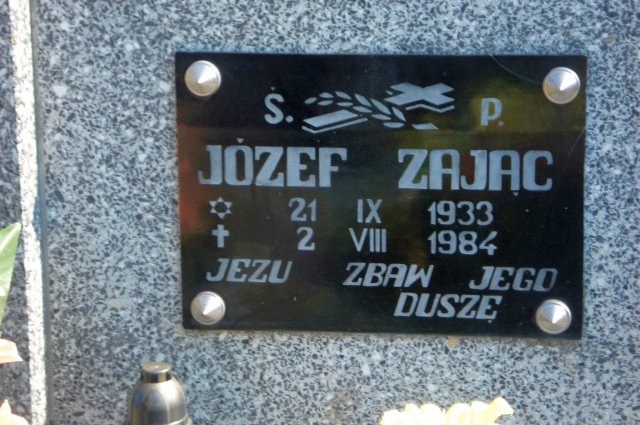 Ś. P.
JÓZEF ZAJĄC
✡ 21 IX 1933
✝ 2 VIII 1984
JEZU ZBAW JEGO
DUSZĘ